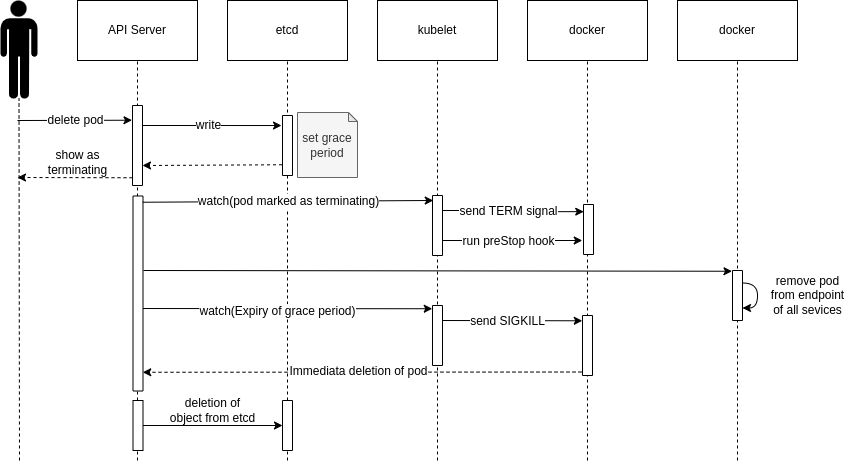 API Server
etcd
kubelet
docker
docker
delete pod
write
set grace
period
show as
terminating
watch(pod marked as terminating)
send TERM signal
run preStop hook
remove pod
from endpoint
of all sevices
watch(Expiry of grace period)
send SIGKILL
Immediata deletion of pod
deletion of
object from etcd